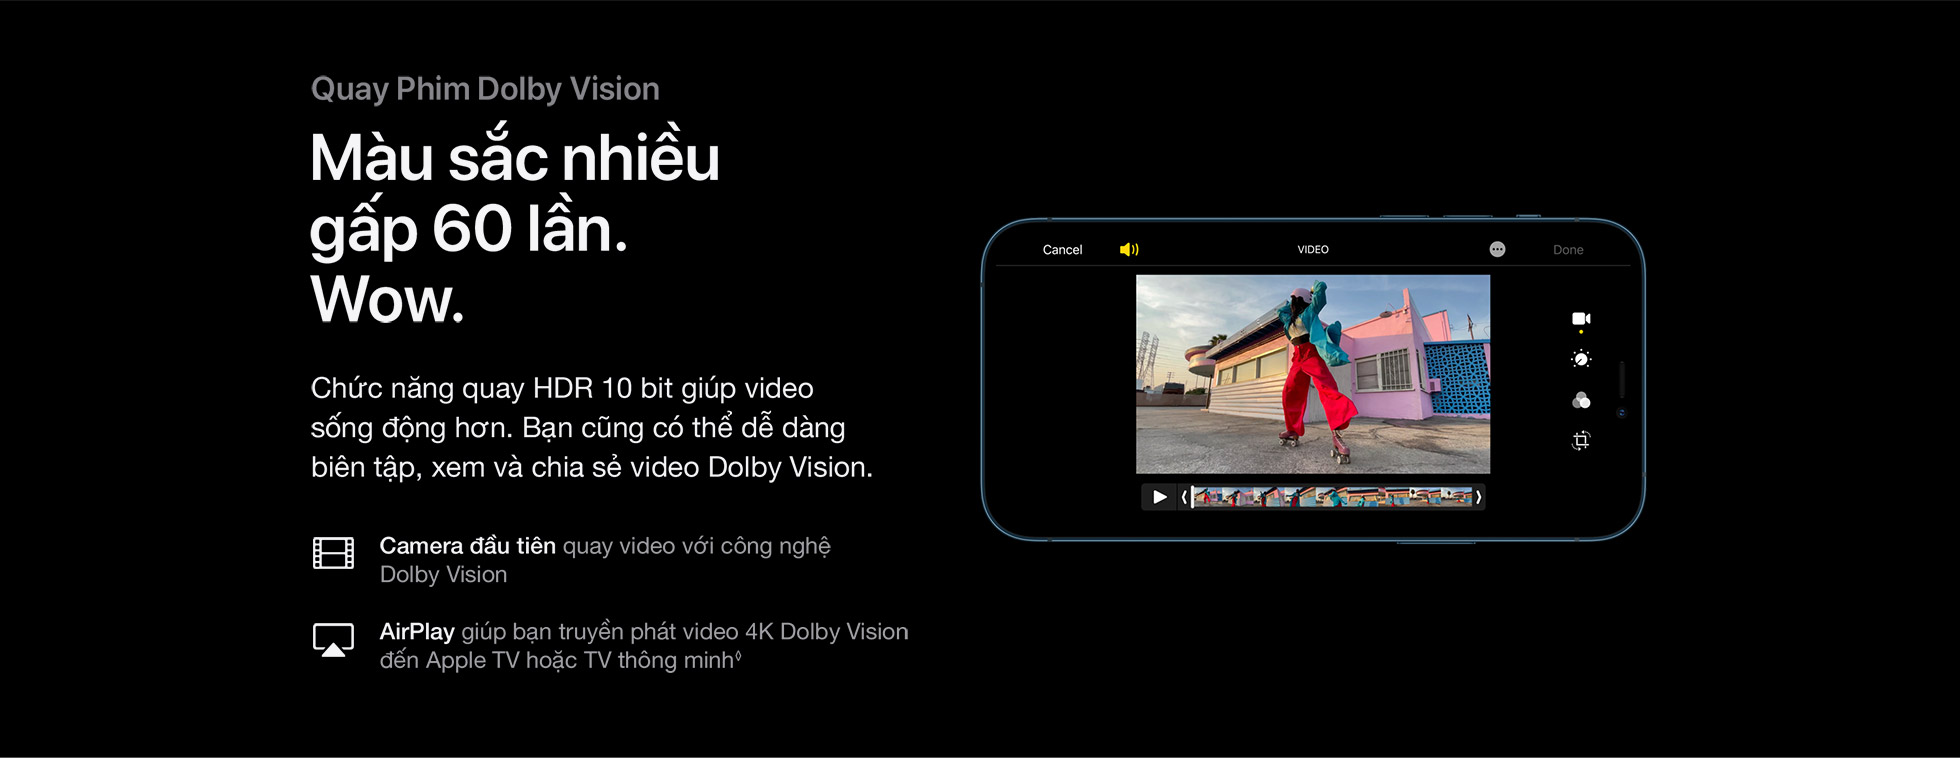 Quay Phim Dolby Vision
Màu sắc nhiều
gấp 60 lần.
Wow.
Chức năng quay HDR 10 bit giúp video
sống động hơn. Bạn cũng có thể dễ dàng
biên tập, xem và chia sẻ video Dolby Vision.
Camera đầu tiên quay video với công nghệ
Dolby Vision
AirPlay giúp bạn truyền phát video 4K Dolby Vision
đến Apple TV hoặc TV thông minh◊
Cancel
VIDEO
Done